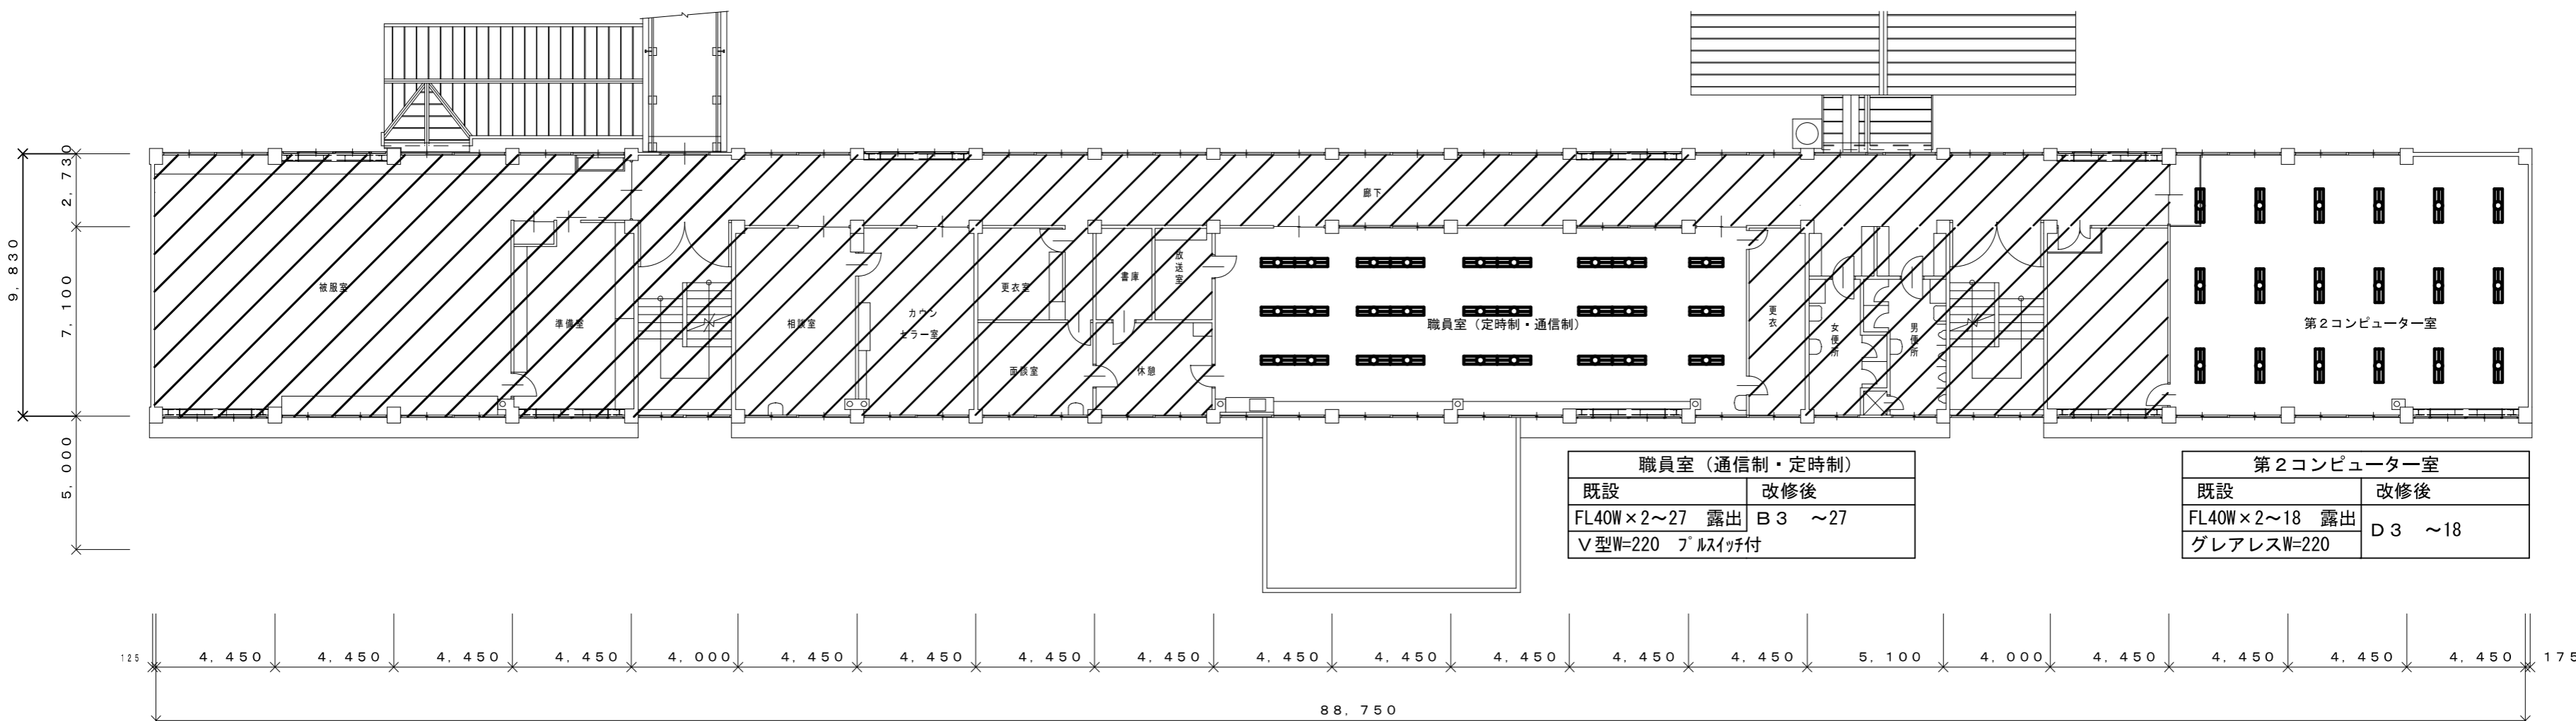 2,730
9,830
7,100
5,000
廊下
被服室
準備室
相談室
カウン
セラー室
更衣室
面談室
書庫
放送室
休憩
職員室(定時制・通信制)
更衣
女便所
男便所
第2コンピューター室
職員室(通信制・定時制)
既設 改修後
FL40W×2~27 露出 B3 ~27
V型W=220 プルスイッチ付
第2コンピューター室
既設 改修後
FL40W×2~18 露出 D3 ~18
グレアレスW=220
125 4,450 4,450 4,450 4,450 4,000 4,450 4,450 4,450 4,450 4,450 4,450 4,450 4,450 4,450 5,100 4,000 4,450 4,450 4,450 4,450 175
88,750